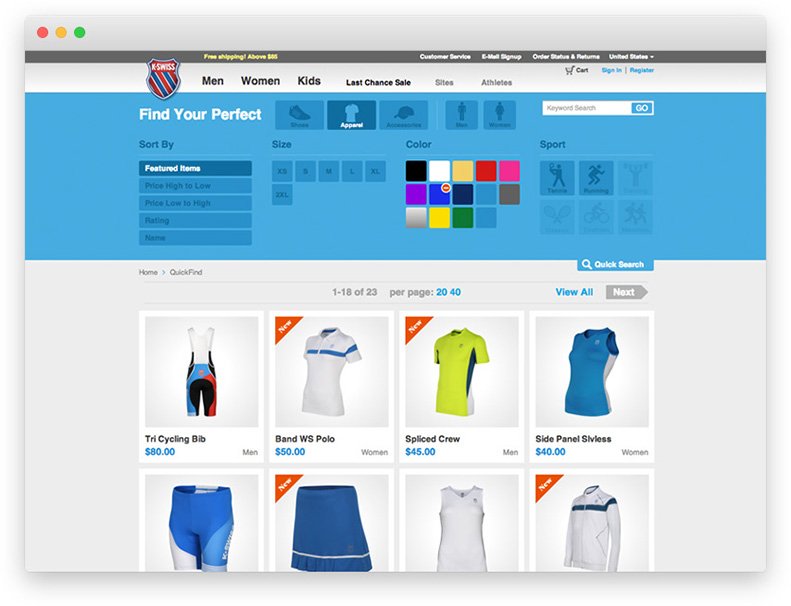 Free shipping! Above $85
Customer Service E-Mail Signup Order Status & Returns United States
K-SWISS
Men Women Kids Last Chance Sale Sites Athletes
Cart Sign In | Register
Find Your Perfect
Shoes Apparel Accessories Men Women
Keyword Search GO
Sort By Size Color Sport
Featured Items
Price High to Low
Price Low to High
Rating
Name
XS S M L XL
2XL
Tennis Running Training
Quick Search
Home > QuickFind
1-18 of 23 per page: 20 40 View All Next
New New
Tri Cycling Bib Band WS Polo Spliced Crew Side Panel Slvless
$80.00 Men $50.00 Women $45.00 Men $40.00 Women
New New
K-SWISS